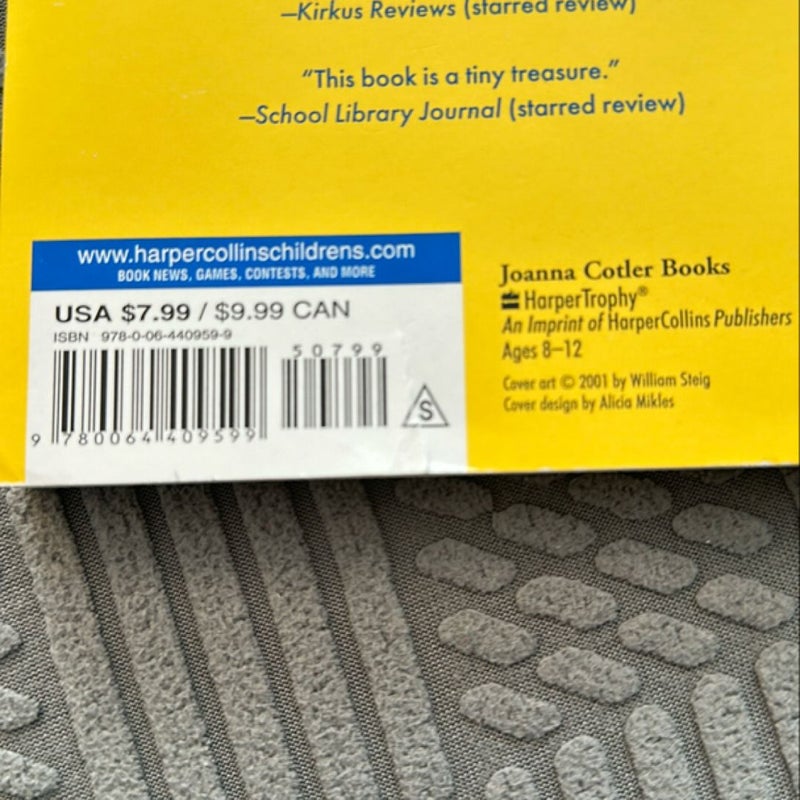 —Kirkus Reviews (starred review)
“This book is a tiny treasure.”
—School Library Journal (starred review)
www.harpercollinschildrens.com
BOOK NEWS, GAMES, CONTESTS, AND MORE
USA $7.99 / $9.99 CAN
ISBN 978-0-06-440959-9
50799
9 780064 409599
S
Joanna Cotler Books
HarperTrophy®
An Imprint of HarperCollins Publishers
Ages 8–12
Cover art © 2001 by William Steig
Cover design by Alicia Mikles